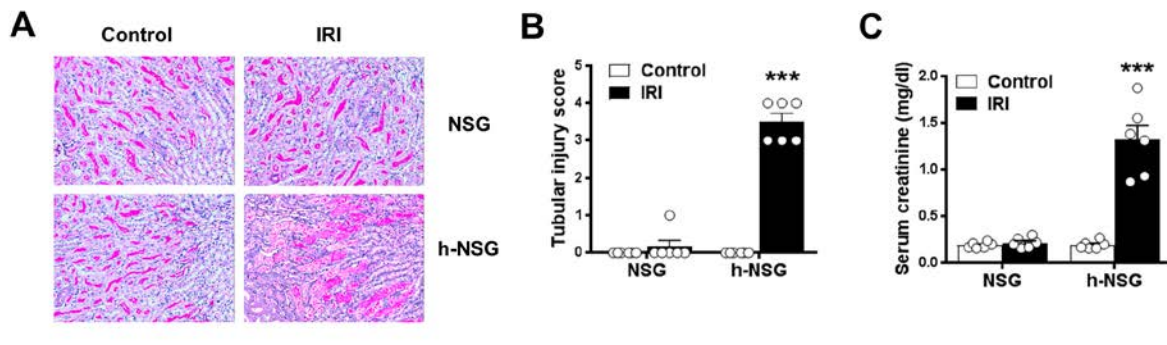 A
Control
IRI
NSG
h-NSG
B
Tubular injury score
Control
IRI
***
5
4
3
2
1
0
NSG
h-NSG
C
Serum creatinine (mg/dl)
Control
IRI
***
2.0
1.5
1.0
0.5
0.0
NSG
h-NSG